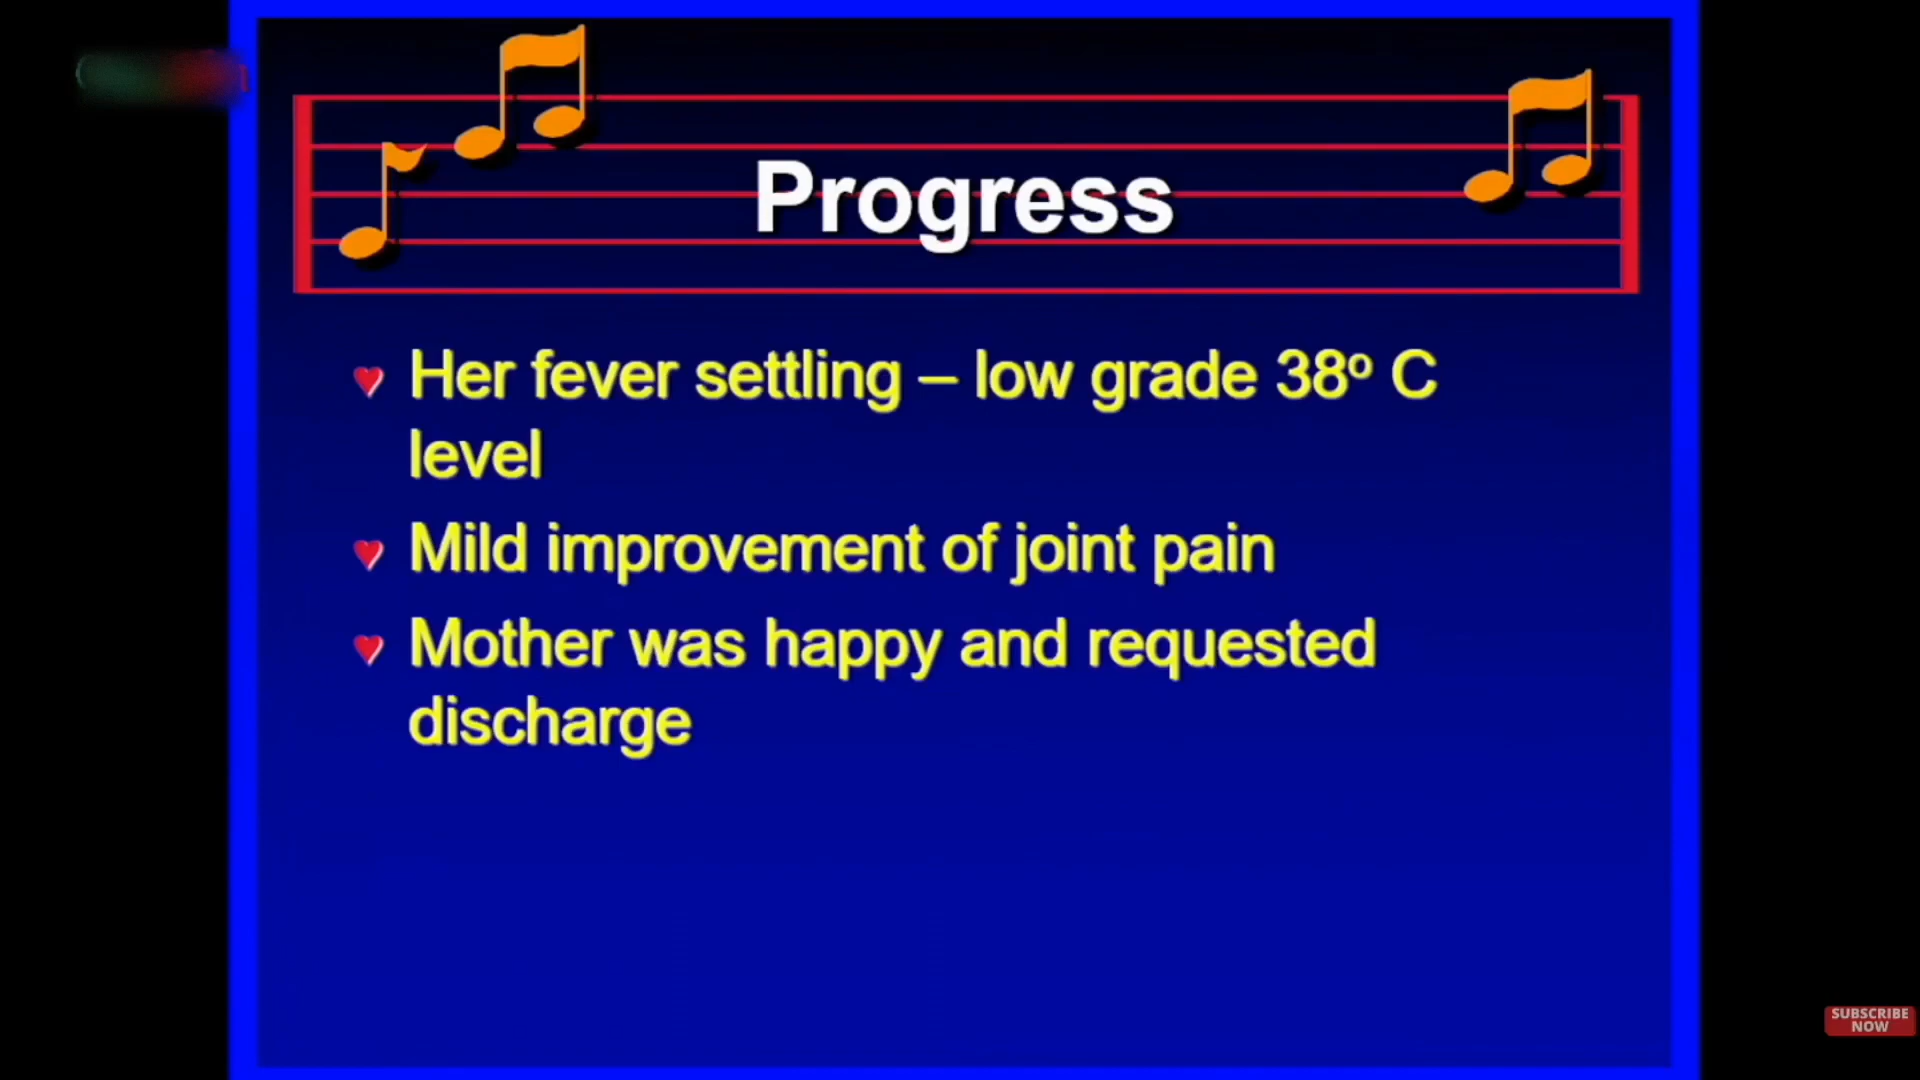 Progress
Her fever settling – low grade 38º C
level
Mild improvement of joint pain
Mother was happy and requested
discharge
SUBSCRIBE
NOW